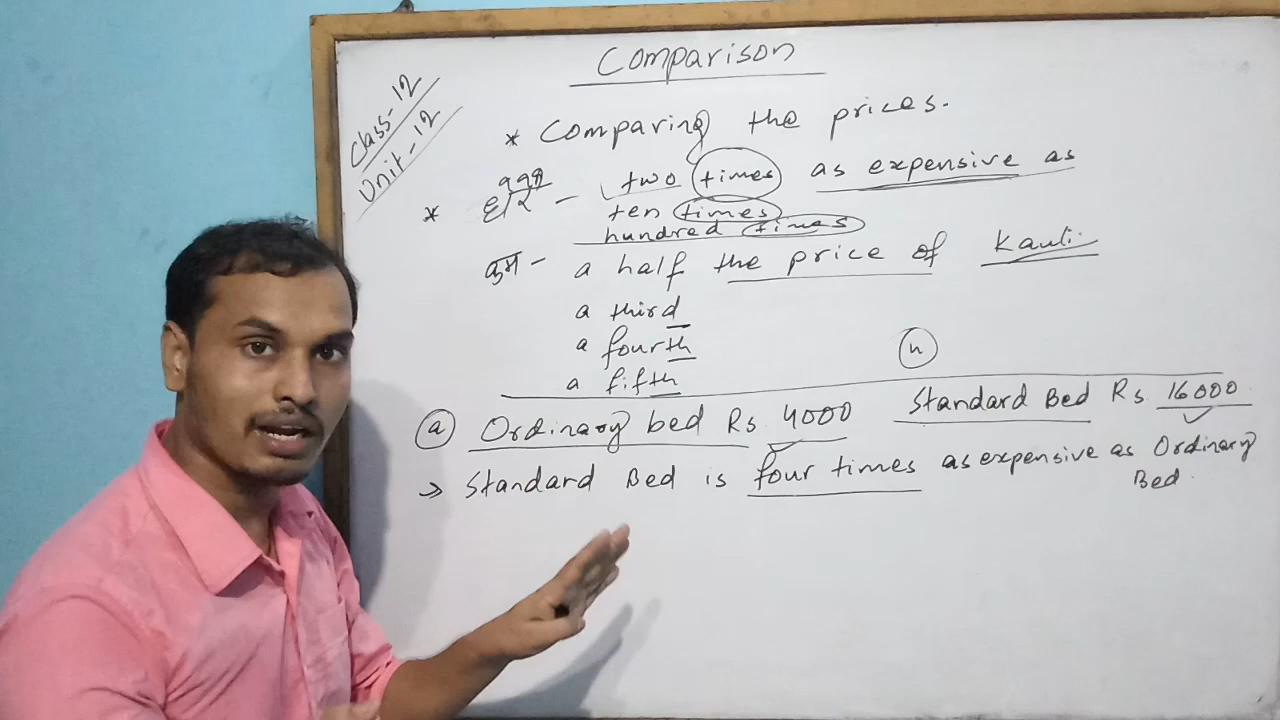 Comparison
Class-12
Unit-12
* Comparing the prices.
* धेरै - two times as expensive as
ten times
hundred times
कम - a half the price of Kauli
a third
a fourth
a fifth
(a) Ordinary bed Rs. 4000 (h) Standard Bed Rs 16000
→ Standard Bed is four times as expensive as Ordinary
Bed.